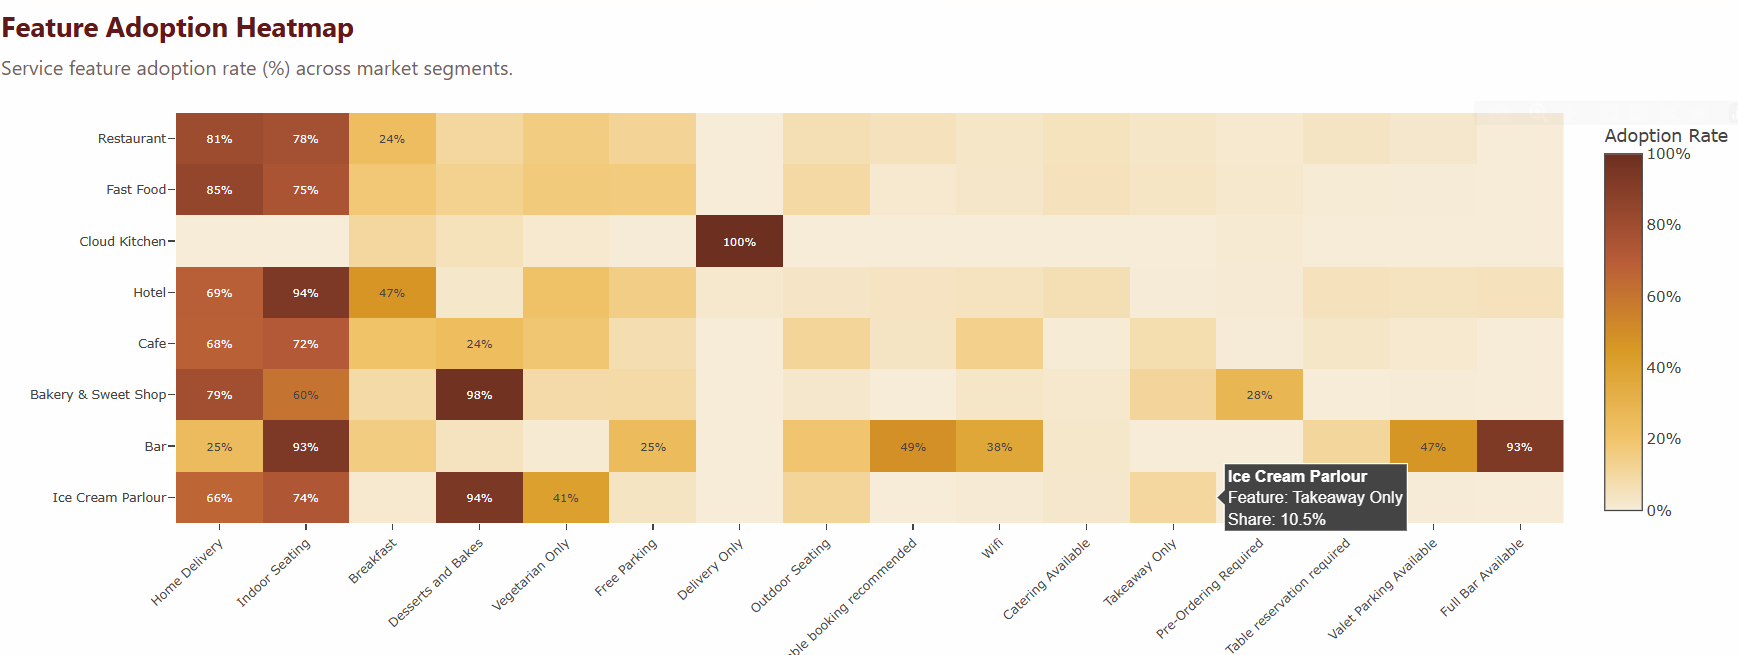 Feature Adoption Heatmap
Service feature adoption rate (%) across market segments.
Adoption Rate
100%
80%
60%
40%
20%
0%
Restaurant 81% 78% 24%
Fast Food 85% 75%
Cloud Kitchen 100%
Hotel 69% 94% 47%
Cafe 68% 72% 24%
Bakery & Sweet Shop 79% 60% 98% 28%
Bar 25% 93% 25% 49% 38% 47% 93%
Ice Cream Parlour 66% 74% 94% 41%
Ice Cream Parlour
Feature: Takeaway Only
Share: 10.5%
Home Delivery
Indoor Seating
Breakfast
Desserts and Bakes
Vegetarian Only
Free Parking
Delivery Only
Outdoor Seating
booking recommended
Wifi
Catering Available
Takeaway Only
Pre-Ordering Required
Table reservation required
Valet Parking Available
Full Bar Available